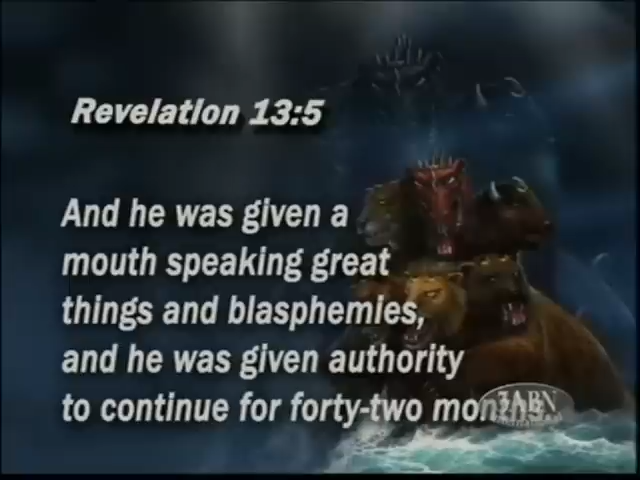 Revelation 13:5
And he was given a
mouth speaking great
things and blasphemies,
and he was given authority
to continue for forty-two months.
3ABN